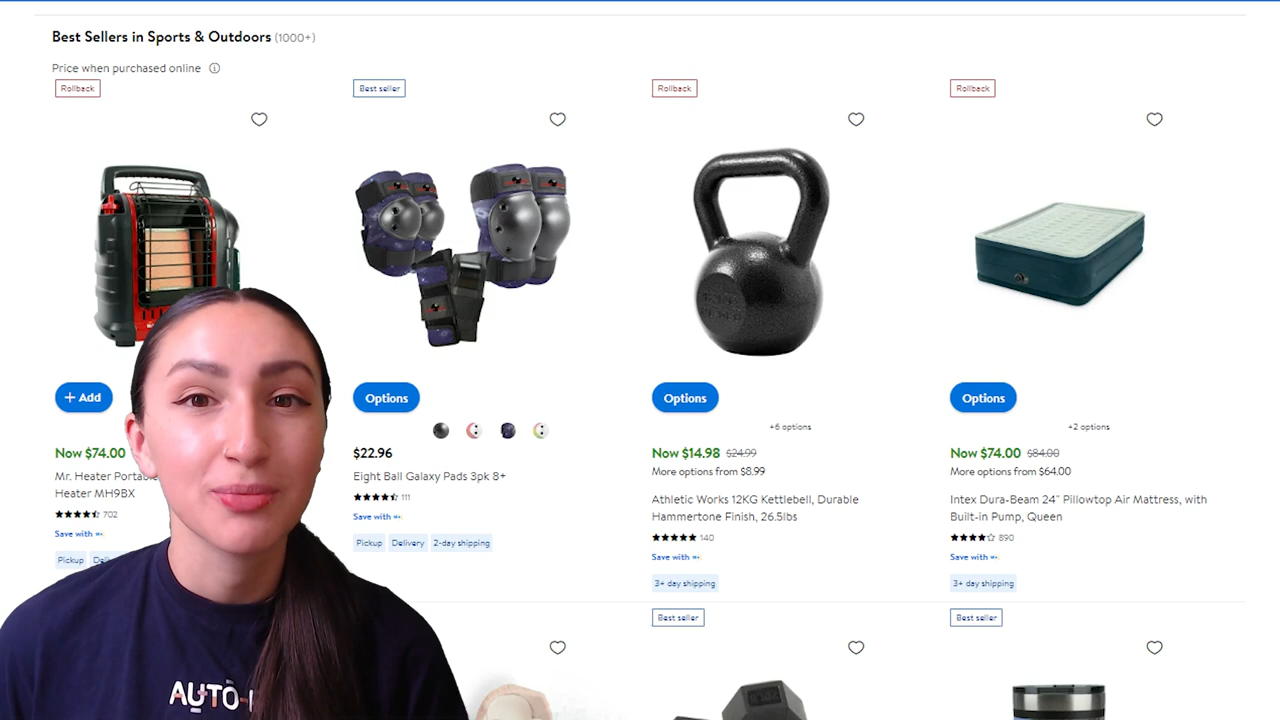 Best Sellers in Sports & Outdoors (1000+)
Price when purchased online
Rollback
Best seller
Rollback
Rollback
+ Add
Options
Options
Options
+6 options
+2 options
Now $74.00
Mr. Heater
Heater MH9BX
702
Save with
Pickup
$22.96
Eight Ball Galaxy Pads 3pk 8+
111
Save with
Pickup Delivery 2-day shipping
Now $14.98 $24.99
More options from $8.99
Athletic Works 12KG Kettlebell, Durable
Hammertone Finish, 26.5lbs
140
Save with
3+ day shipping
Now $74.00 $84.00
More options from $64.00
Intex Dura-Beam 24" Pillowtop Air Mattress, with
Built-in Pump, Queen
890
Save with
3+ day shipping
Best seller
Best seller